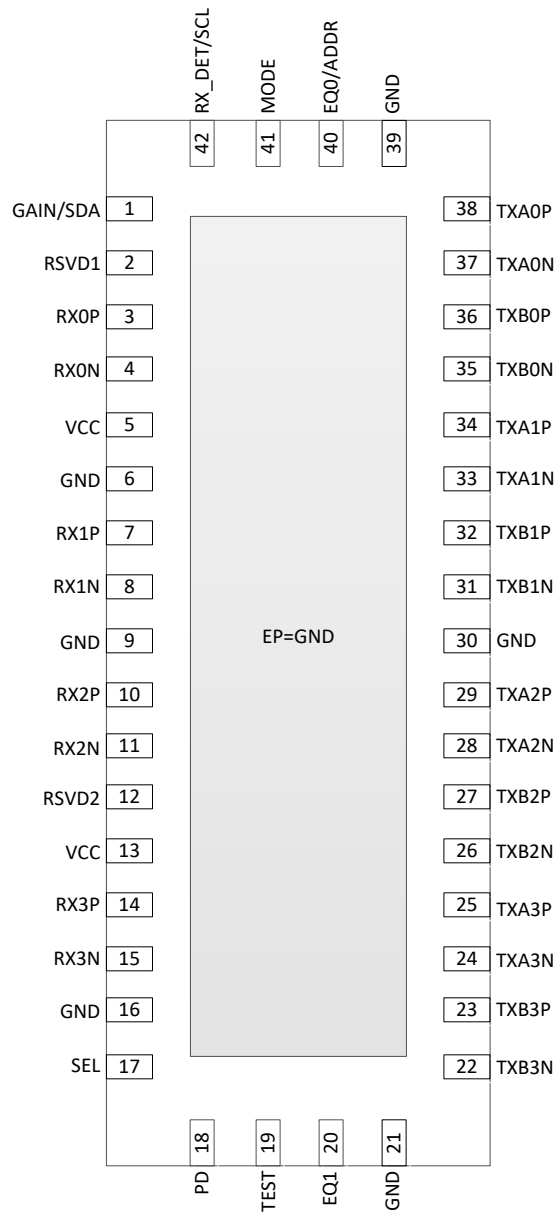 RX_DET/SCL MODE EQ0/ADDR GND
42 41 40 39
GAIN/SDA 1 38 TXA0P
RSVD1 2 37 TXA0N
RX0P 3 36 TXB0P
RX0N 4 35 TXB0N
VCC 5 34 TXA1P
GND 6 33 TXA1N
RX1P 7 32 TXB1P
RX1N 8 31 TXB1N
GND 9 EP=GND 30 GND
RX2P 10 29 TXA2P
RX2N 11 28 TXA2N
RSVD2 12 27 TXB2P
VCC 13 26 TXB2N
RX3P 14 25 TXA3P
RX3N 15 24 TXA3N
GND 16 23 TXB3P
SEL 17 22 TXB3N
18 19 20 21
PD TEST EQ1 GND